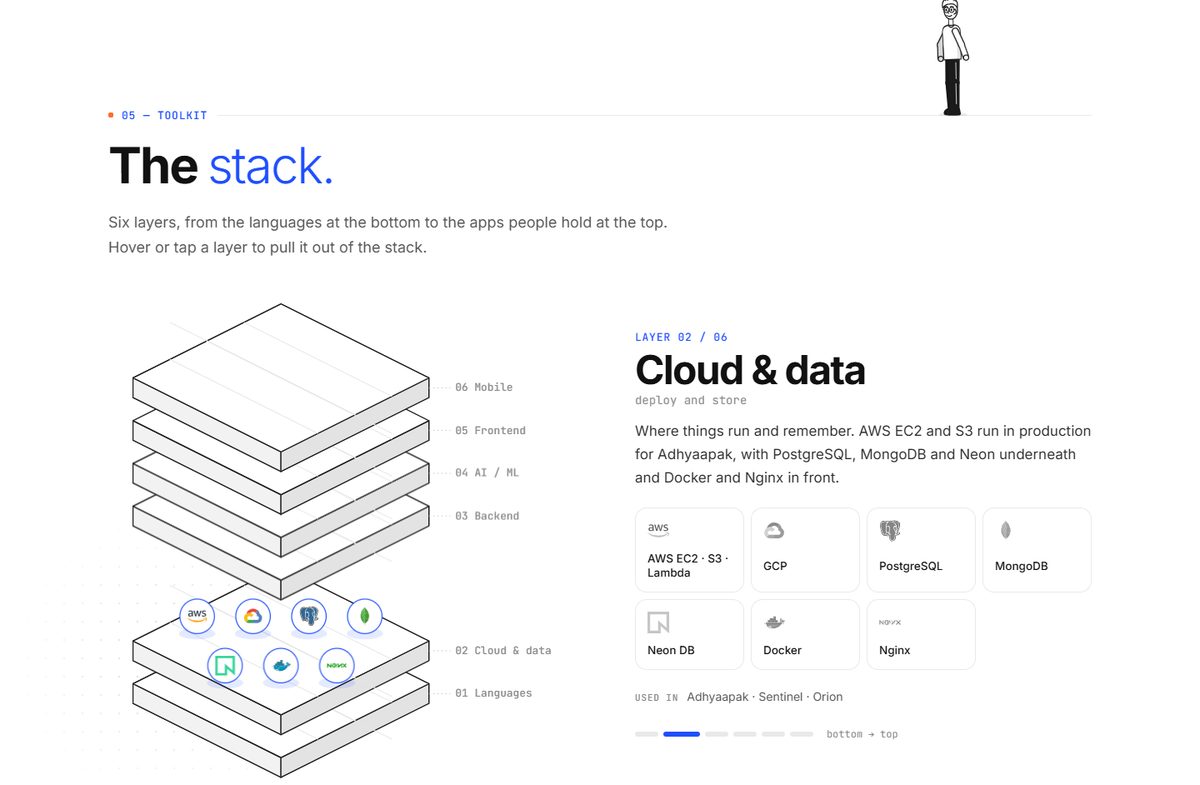 05 — TOOLKIT
The stack.
Six layers, from the languages at the bottom to the apps people hold at the top.
Hover or tap a layer to pull it out of the stack.
06 Mobile
05 Frontend
04 AI / ML
03 Backend
aws
02 Cloud & data
NGINX
01 Languages
LAYER 02 / 06
Cloud & data
deploy and store
Where things run and remember. AWS EC2 and S3 run in production
for Adhyaapak, with PostgreSQL, MongoDB and Neon underneath
and Docker and Nginx in front.
aws
AWS EC2 · S3 ·
Lambda
GCP
PostgreSQL
MongoDB
Neon DB
Docker
NGINX
Nginx
USED IN Adhyaapak · Sentinel · Orion
bottom → top